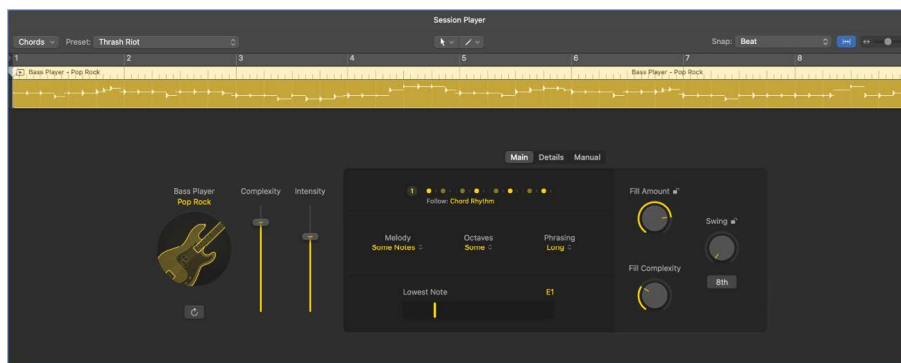 Session Player
Chords Preset: Thrash Riot Snap: Beat
1 2 3 4 5 6 7 8
Bass Player - Pop Rock Bass Player - Pop Rock
Main Details Manual
Bass Player
Pop Rock
Complexity Intensity
1
Follow: Chord Rhythm
Melody Octaves Phrasing
Some Notes Some Long
Lowest Note E1
Fill Amount
Swing
Fill Complexity
8th